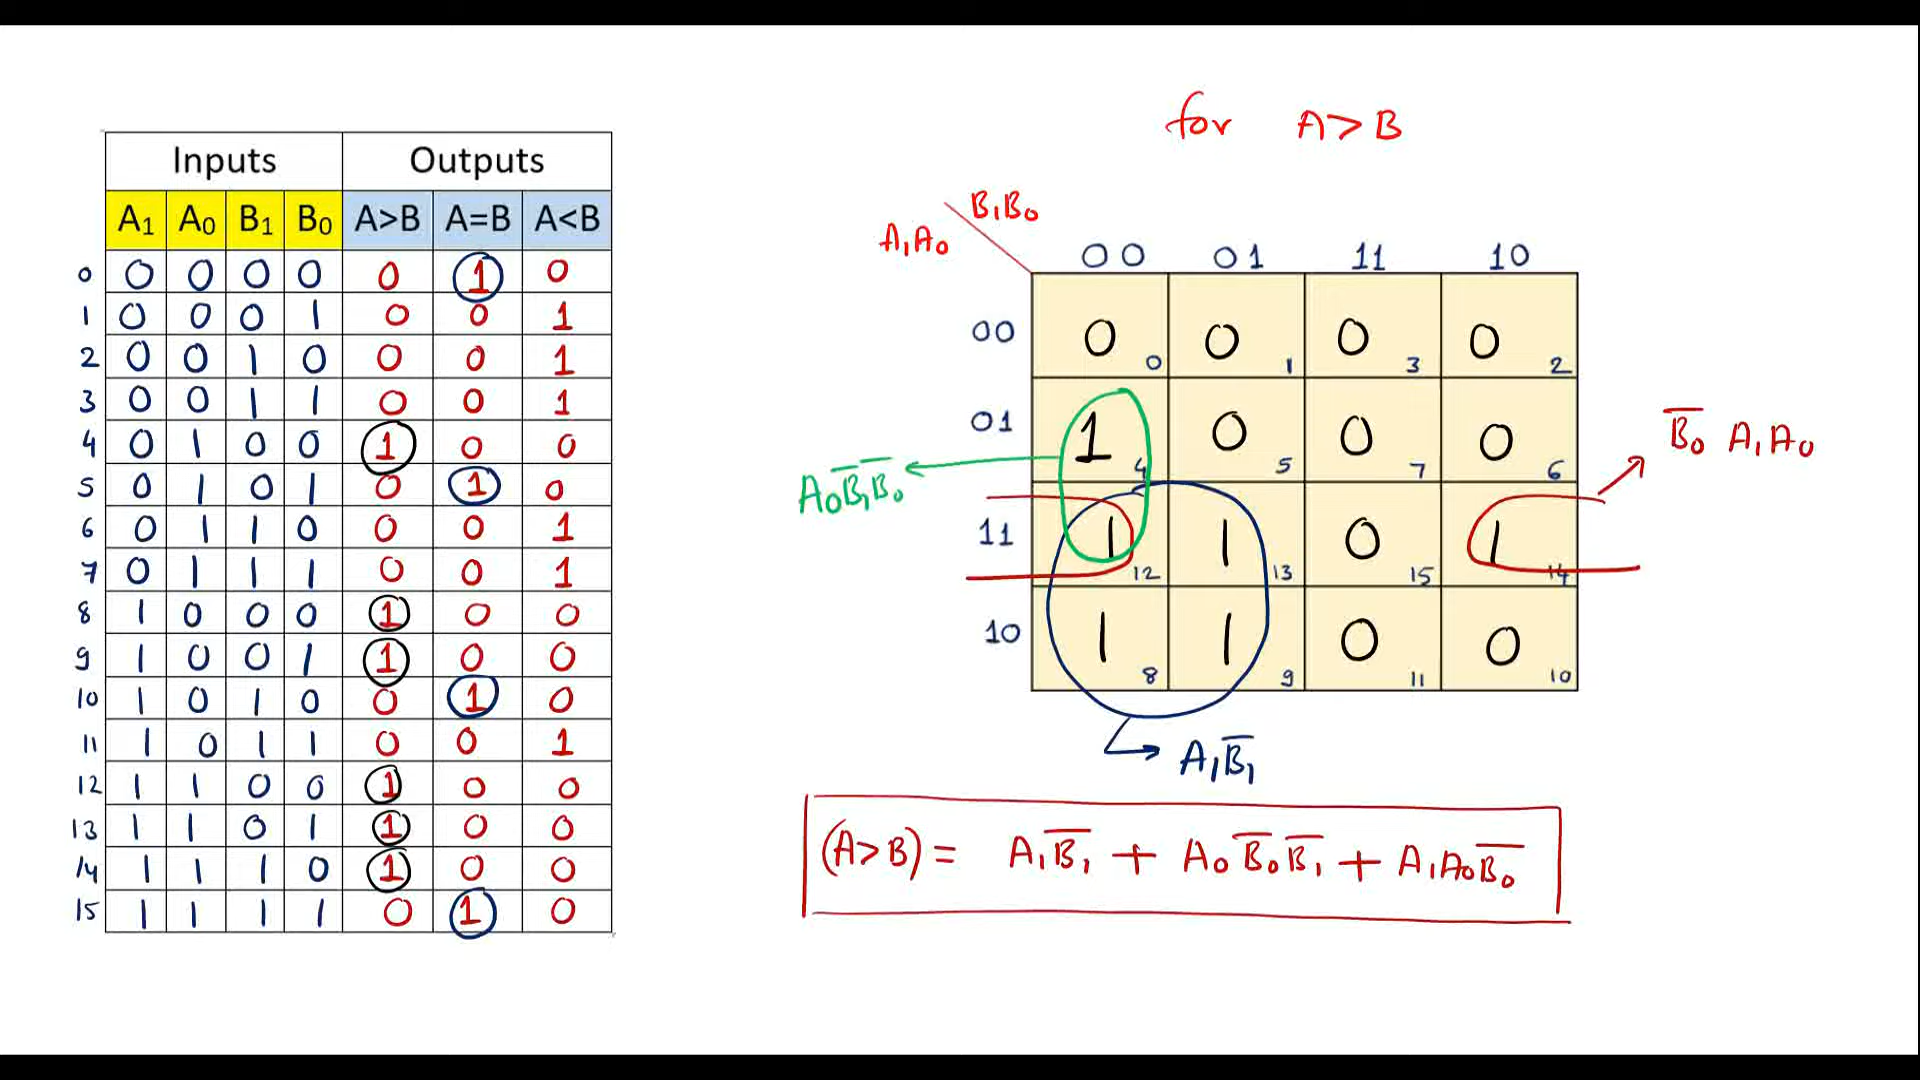 for A>B
Inputs Outputs
A₁ A₀ B₁ B₀ A>B A=B A<B
0 0 0 0 0 0 1 0
1 0 0 0 1 0 0 1
2 0 0 1 0 0 0 1
3 0 0 1 1 0 0 1
4 0 1 0 0 1 0 0
5 0 1 0 1 0 1 0
6 0 1 1 0 0 0 1
7 0 1 1 1 0 0 1
8 1 0 0 0 1 0 0
9 1 0 0 1 1 0 0
10 1 0 1 0 0 1 0
11 1 0 1 1 0 0 1
12 1 1 0 0 1 0 0
13 1 1 0 1 1 0 0
14 1 1 1 0 1 0 0
15 1 1 1 1 0 1 0
B₁B₀
A₁A₀
00 01 11 10
00 0 0 0 0
0 1 3 2
01 1 0 0 0
4 5 7 6
11 1 1 0 1
12 13 15 14
10 1 1 0 0
8 9 11 10
A₀B̅₁B̅₀
B̅₀ A₁A₀
A₁B̅₁
(A>B) = A₁B̅₁ + A₀B̅₀B̅₁ + A₁A₀B̅₀